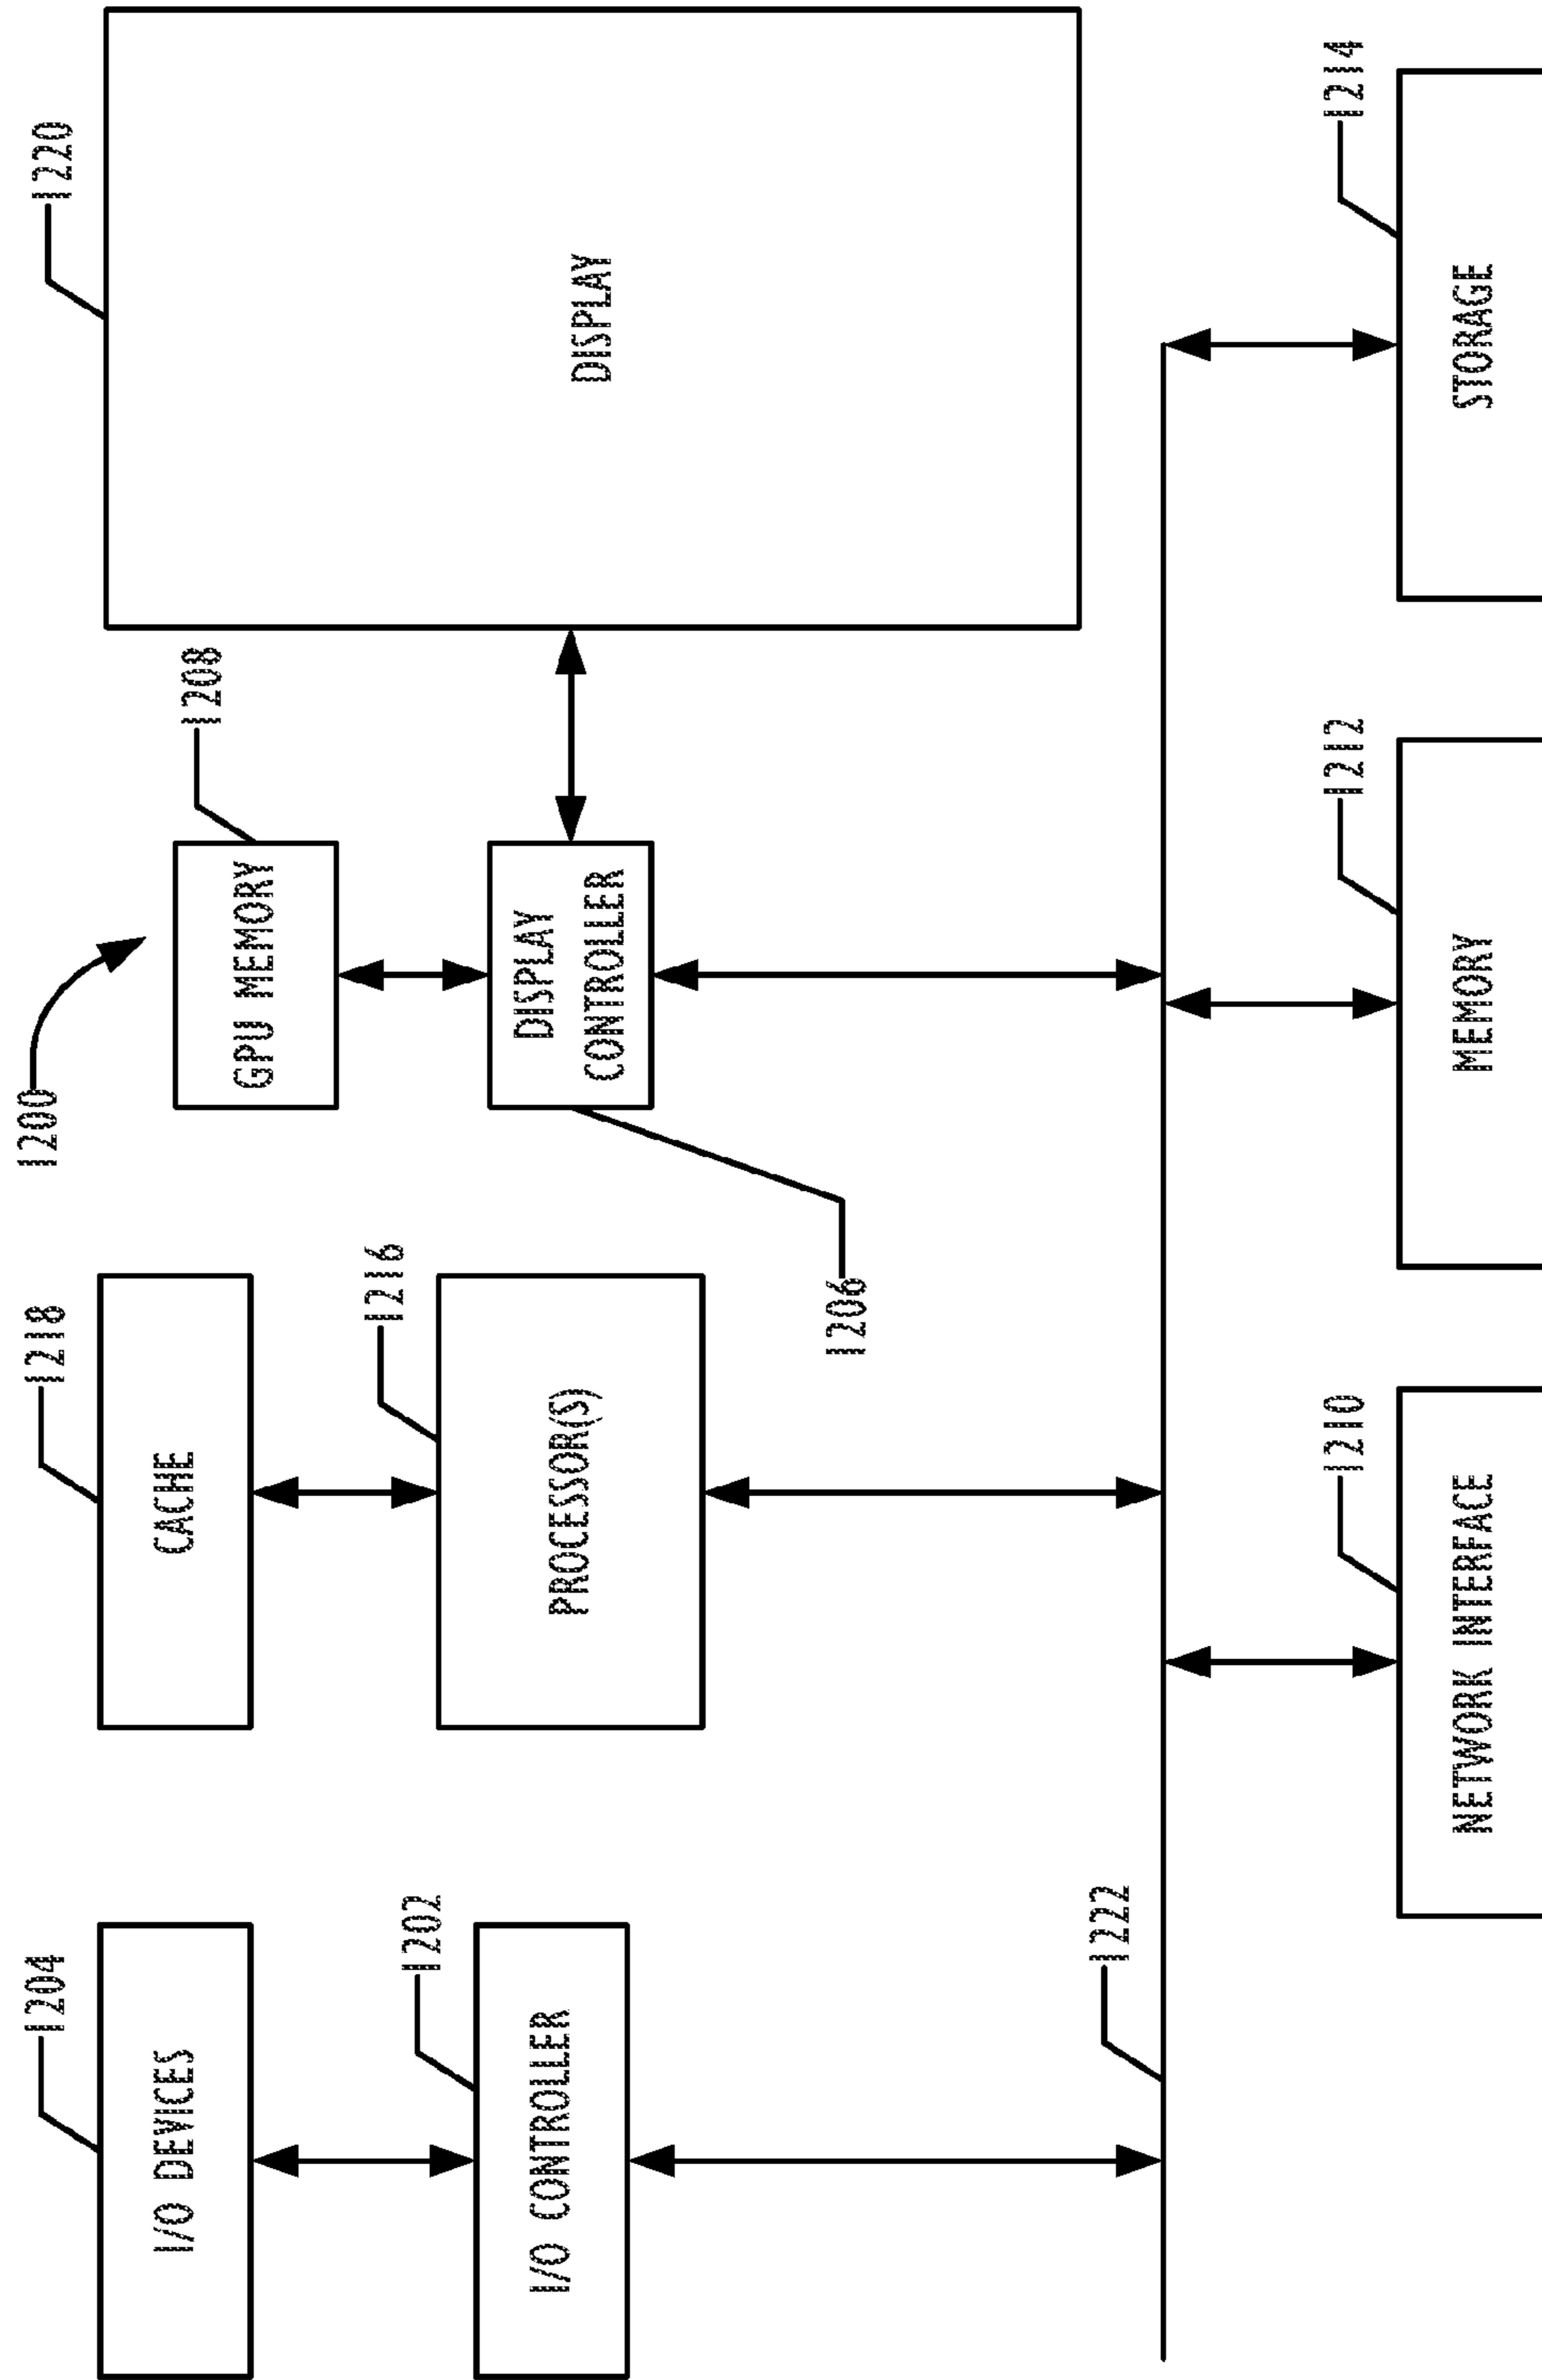 1200
1204
I/O DEVICES
1218
CACHE
1208
GPU MEMORY
1220
DISPLAY
1202
I/O CONTROLLER
1216
PROCESSOR(S)
DISPLAY
CONTROLLER
1206
1222
1210
NETWORK INTERFACE
1212
MEMORY
1214
STORAGE